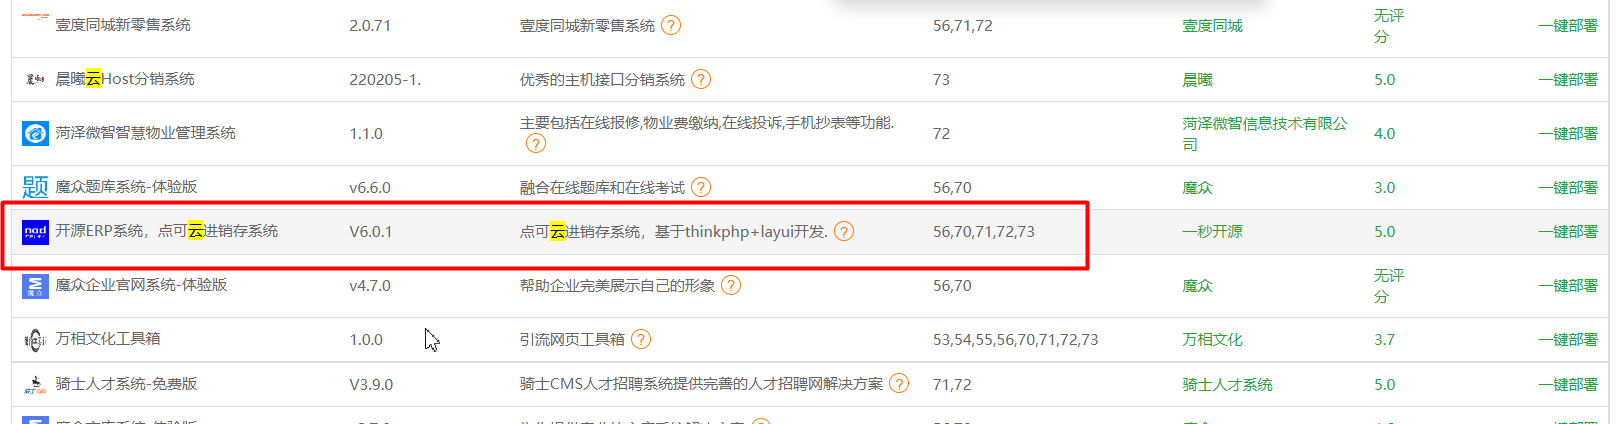 壹度同城新零售系统 2.0.71 壹度同城新零售系统 ? 56,71,72 壹度同城 无评分 一键部署
晨曦云Host分销系统 220205-1. 优秀的主机接口分销系统 ? 73 晨曦 5.0 一键部署
菏泽微智智慧物业管理系统 1.1.0 主要包括在线报修,物业费缴纳,在线投诉,手机抄表等功能. ? 72 菏泽微智信息技术有限公司 4.0 一键部署
题 魔众题库系统-体验版 v6.6.0 融合在线题库和在线考试 ? 56,70 魔众 3.0 一键部署
nod 开源ERP系统，点可云进销存系统 V6.0.1 点可云进销存系统，基于thinkphp+layui开发. ? 56,70,71,72,73 一秒开源 5.0 一键部署
魔众 魔众企业官网系统-体验版 v4.7.0 帮助企业完美展示自己的形象 ? 56,70 魔众 无评分 一键部署
万相文化工具箱 1.0.0 引流网页工具箱 ? 53,54,55,56,70,71,72,73 万相文化 3.7 一键部署
骑士人才系统-免费版 V3.9.0 骑士CMS人才招聘系统提供完善的人才招聘网解决方案 ? 71,72 骑士人才系统 5.0 一键部署